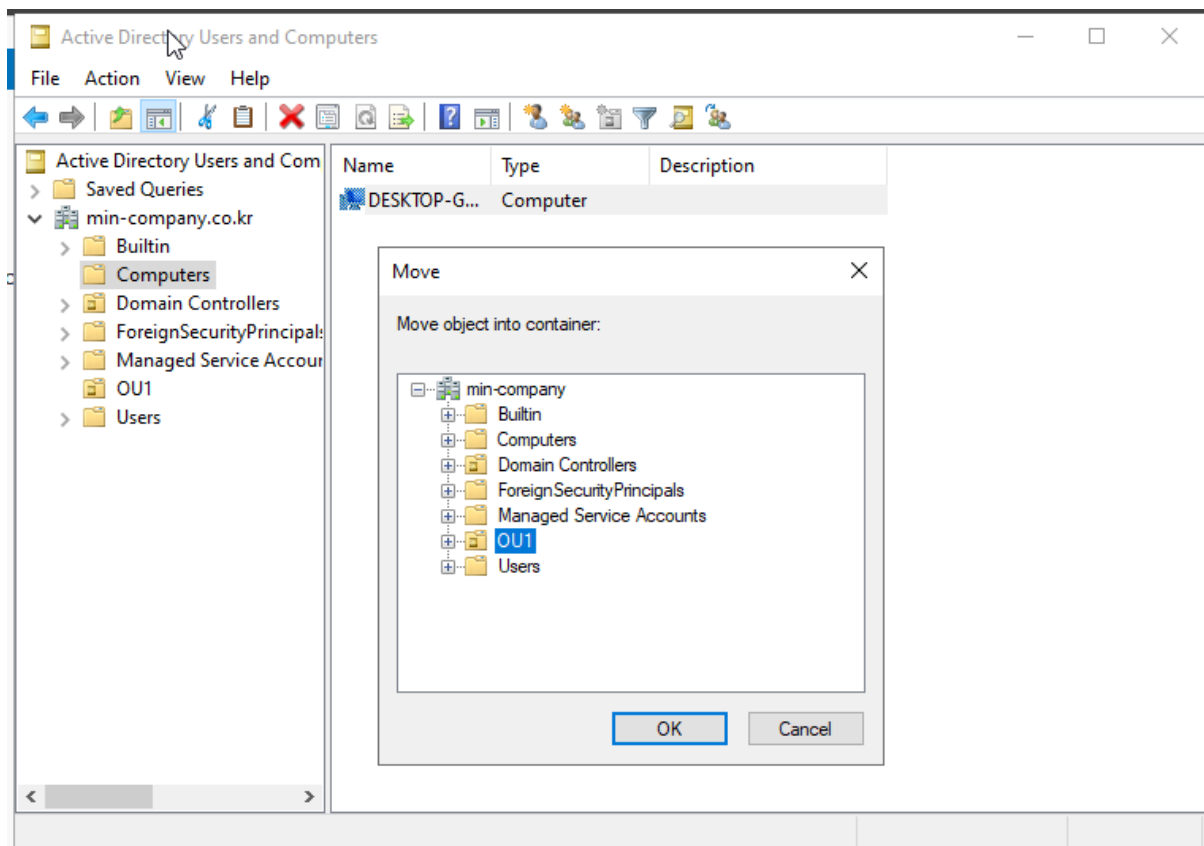 Active Directory Users and Computers
File Action View Help
Active Directory Users and Com
Saved Queries
min-company.co.kr
Builtin
Computers
Domain Controllers
ForeignSecurityPrincipals
Managed Service Accour
OU1
Users
Name Type Description
DESKTOP-G... Computer
Move
Move object into container:
min-company
Builtin
Computers
Domain Controllers
ForeignSecurityPrincipals
Managed Service Accounts
OU1
Users
OK Cancel